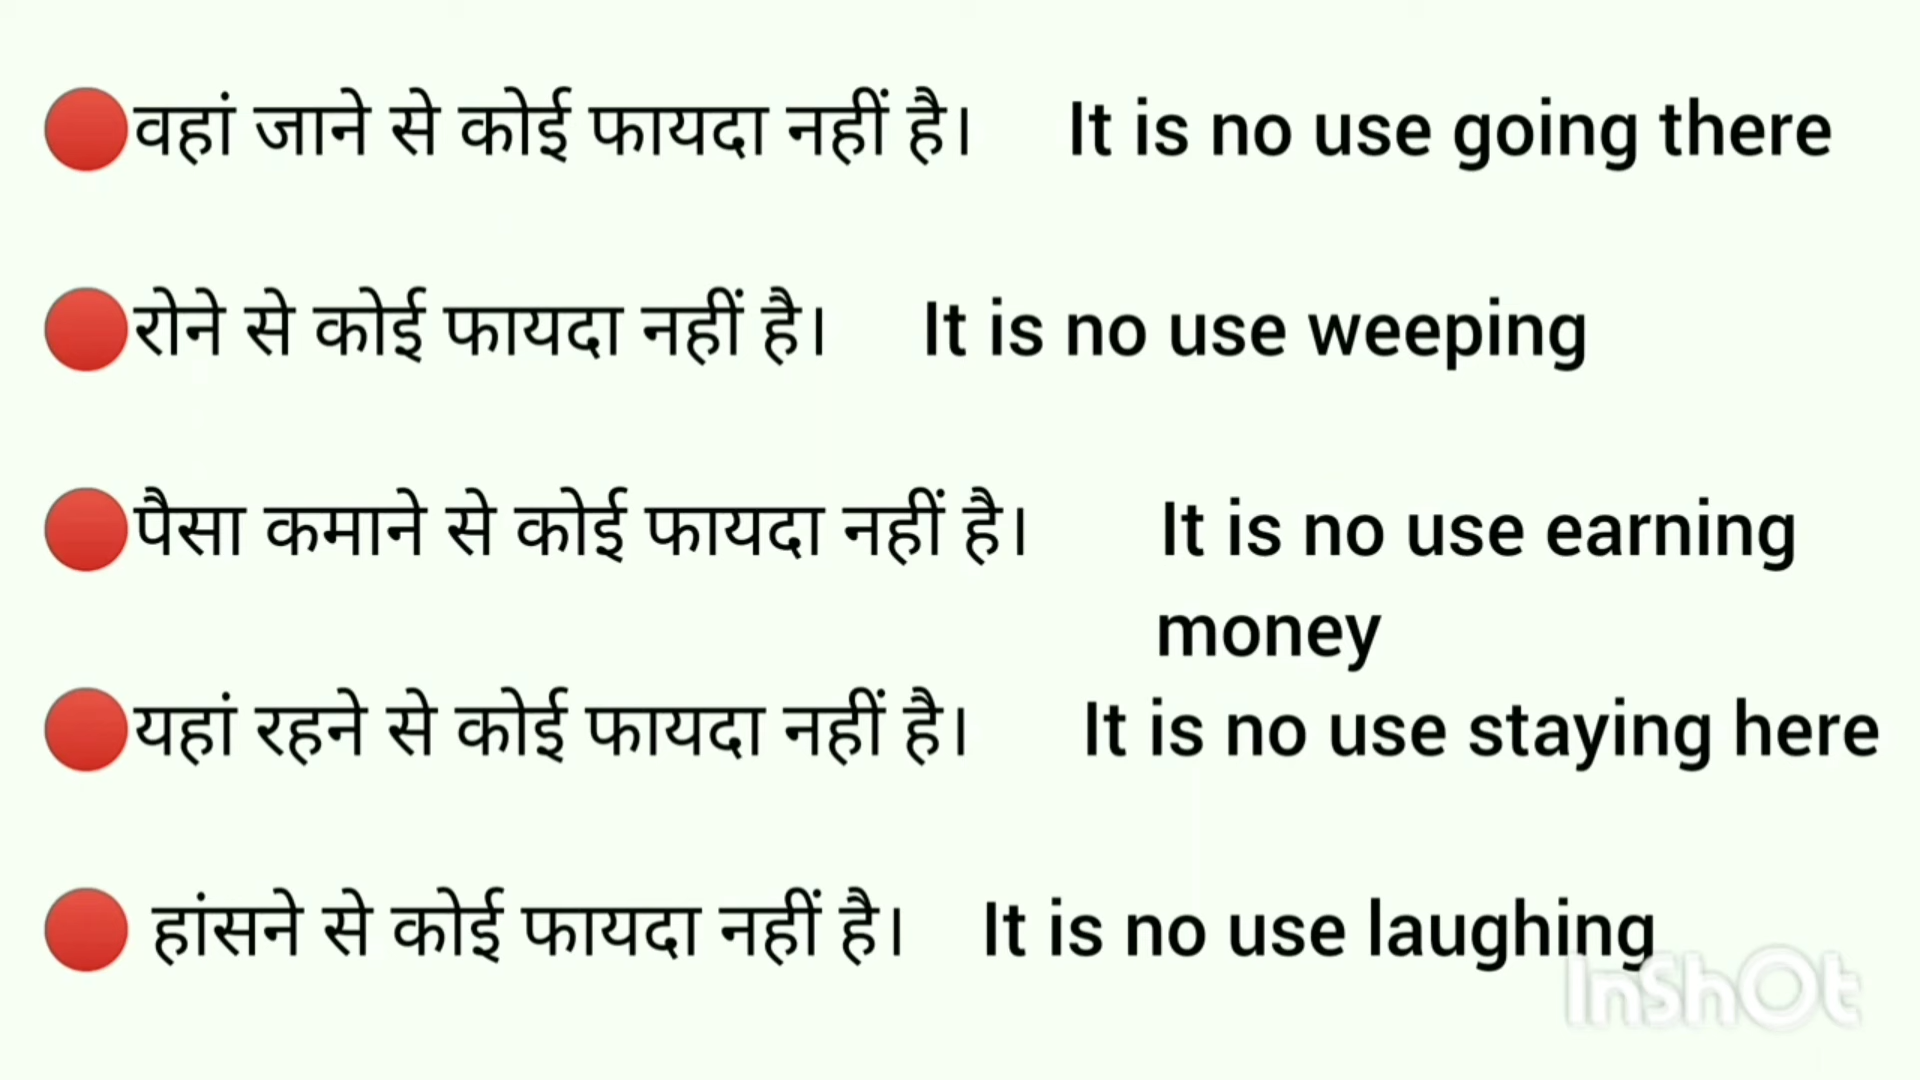 वहां जाने से कोई फायदा नहीं है। It is no use going there
रोने से कोई फायदा नहीं है। It is no use weeping
पैसा कमाने से कोई फायदा नहीं है। It is no use earning
money
यहां रहने से कोई फायदा नहीं है। It is no use staying here
हांसने से कोई फायदा नहीं है। It is no use laughing
InShOt